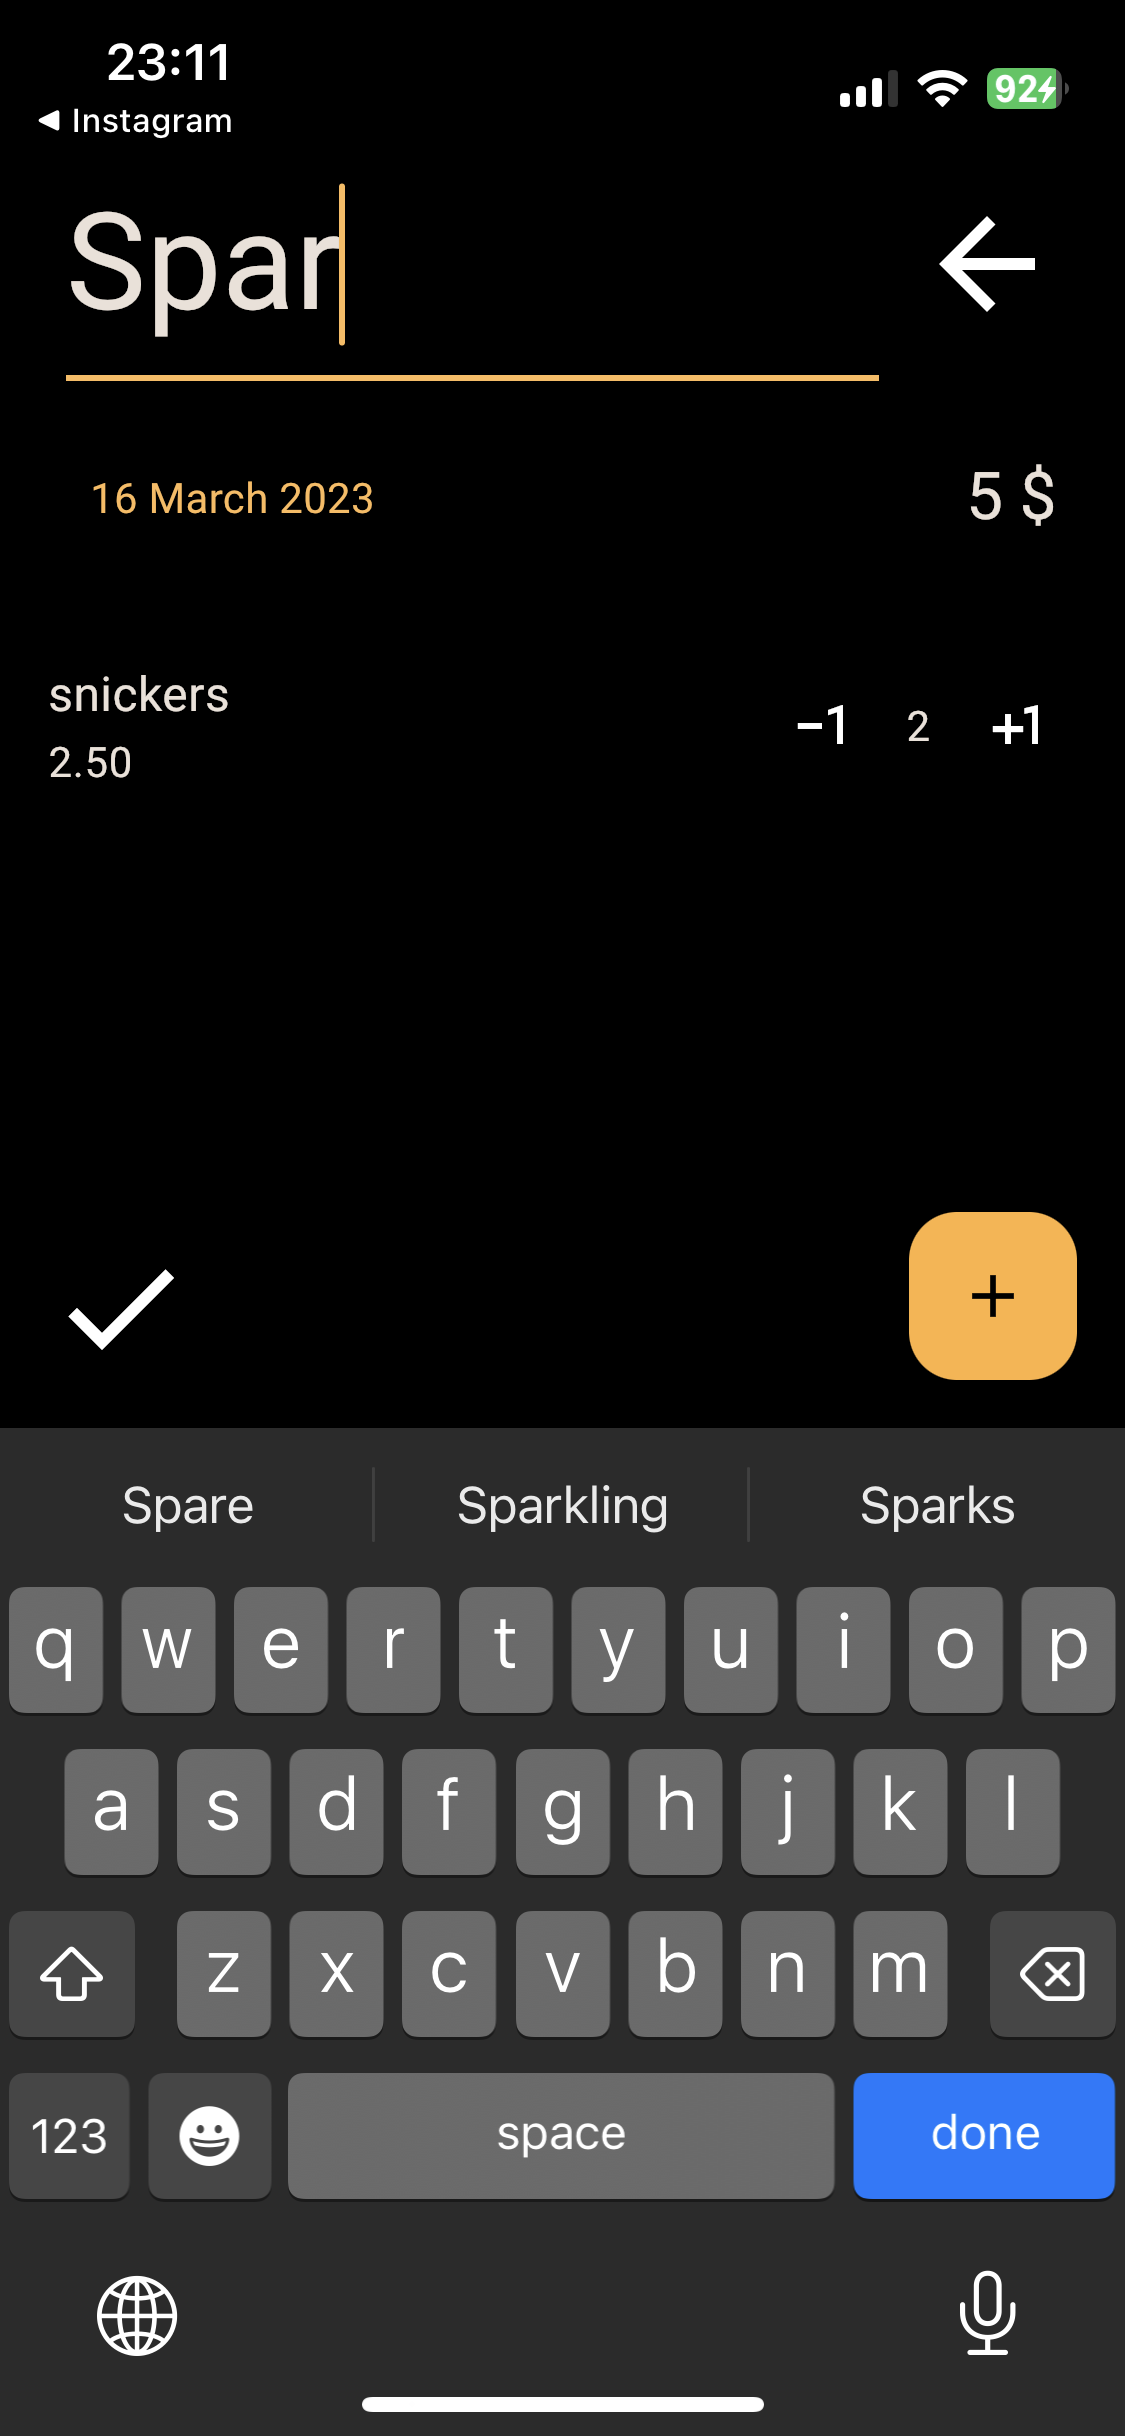 23:11
92
◀ Instagram
Spar
16 March 2023
5 $
snickers
2.50
−1 2 +1
+
Spare Sparkling Sparks
q w e r t y u i o p
a s d f g h j k l
z x c v b n m
123 space done